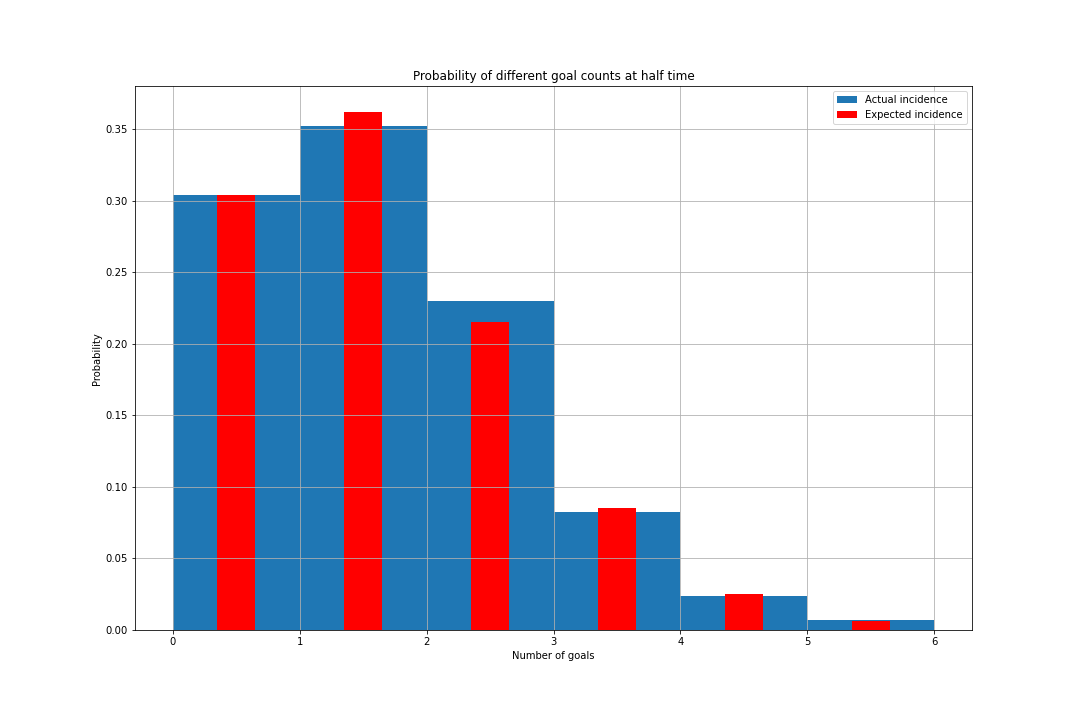 Probability of different goal counts at half time
Actual incidence
Expected incidence
0.35
0.30
0.25
0.20
0.15
0.10
0.05
0.00
Probability
0 1 2 3 4 5 6
Number of goals